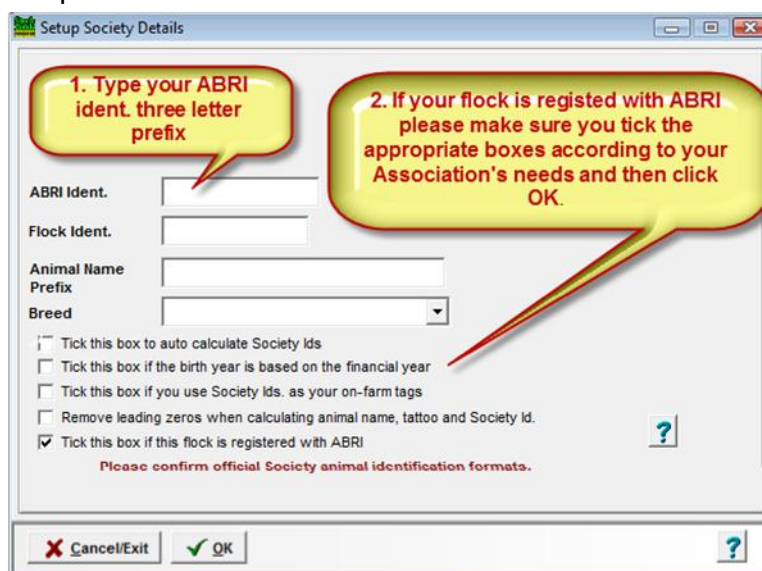 Setup Society Details
1. Type your ABRI
ident. three letter
prefix
2. If your flock is registed with ABRI
please make sure you tick the
appropriate boxes according to your
Association's needs and then click
OK.
ABRI Ident.
Flock Ident.
Animal Name
Prefix
Breed
Tick this box to auto calculate Society Ids
Tick this box if the birth year is based on the financial year
Tick this box if you use Society Ids. as your on-farm tags
Remove leading zeros when calculating animal name, tattoo and Society Id.
Tick this box if this flock is registered with ABRI
Please confirm official Society animal identification formats.
?
Cancel/Exit
OK
?